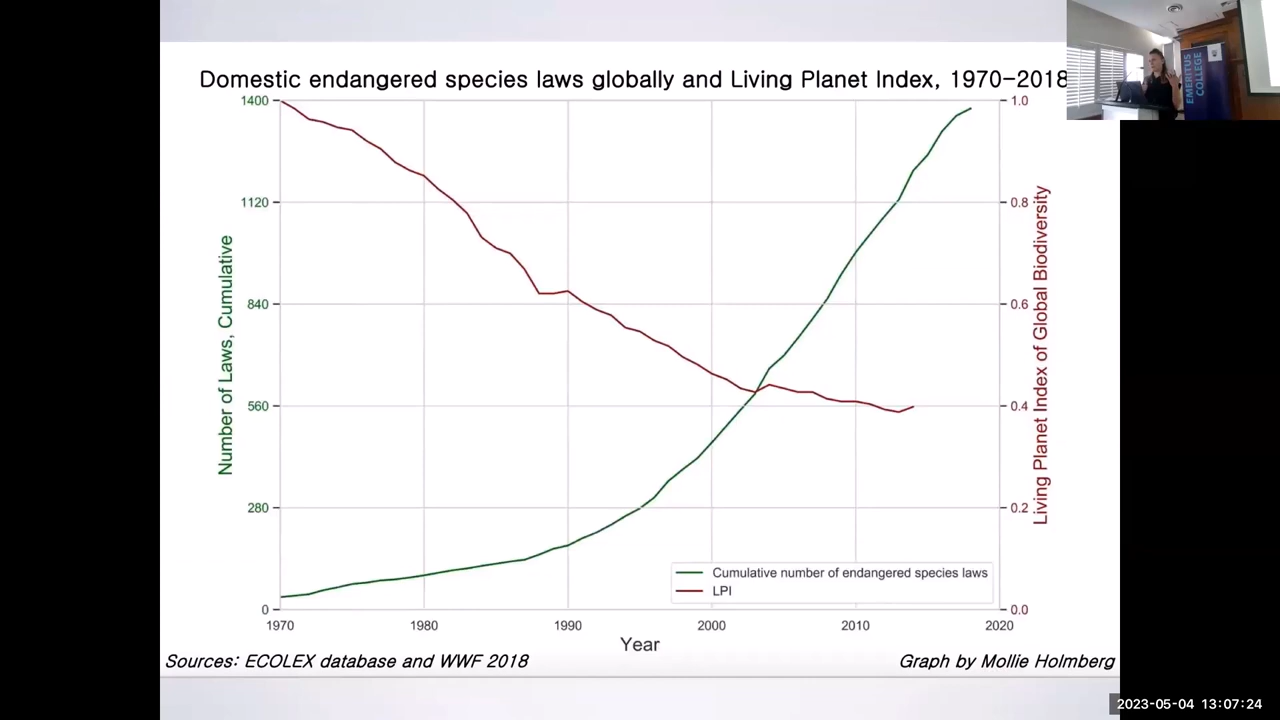 Domestic endangered species laws globally and Living Planet Index, 1970-2018
1400
1120
840
560
280
0
Number of Laws, Cumulative
1.0
0.8
0.6
0.4
0.2
0.0
Living Planet Index of Global Biodiversity
Cumulative number of endangered species laws
LPI
1970
1980
1990
2000
2010
2020
Year
Sources: ECOLEX database and WWF 2018
Graph by Mollie Holmberg
EMERITUS
COLLEGE
2023-05-04 13:07:24